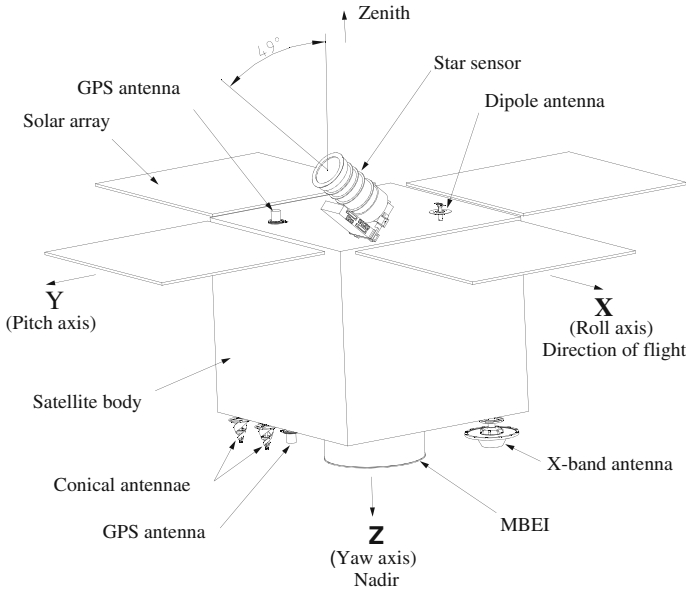 Zenith
49°
Star sensor
GPS antenna
Dipole antenna
Solar array
Y
(Pitch axis)
X
(Roll axis)
Direction of flight
Satellite body
X-band antenna
Conical antennae
GPS antenna
MBEI
Z
(Yaw axis)
Nadir